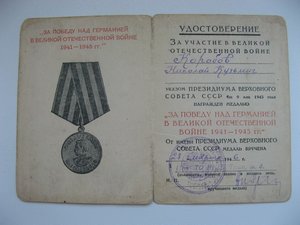 ЗА ПОБЕДУ НАД ГЕРМАНИЕЙ
В ВЕЛИКОЙ ОТЕЧЕСТВЕННОЙ ВОЙНЕ
1941—1945 гг."
УДОСТОВЕРЕНИЕ
ЗА УЧАСТИЕ В ВЕЛИКОЙ
ОТЕЧЕСТВЕННОЙ ВОЙНЕ
Николай Кузьмич
УКАЗОМ ПРЕЗИДИУМА ВЕРХОВНОГО
СОВЕТА СССР от 9 мая 1945 года
НАГРАЖДЕН МЕДАЛЬЮ
"ЗА ПОБЕДУ НАД ГЕРМАНИЕЙ
В ВЕЛИКОЙ ОТЕЧЕСТВЕННОЙ
ВОЙНЕ 1941—1945 гг."
От имени ПРЕЗИДИУМА ВЕРХОВНОГО
СОВЕТА СССР МЕДАЛЬ ВРУЧЕНА